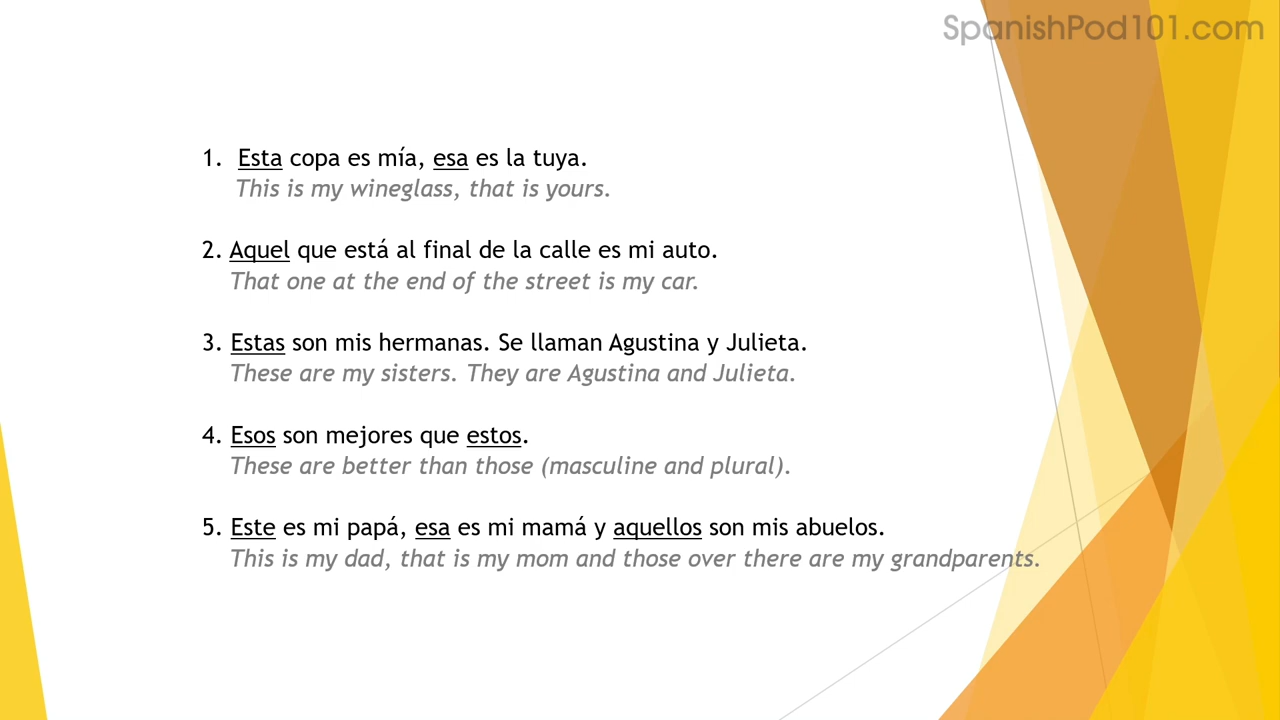 SpanishPod101.com
1. Esta copa es mía, esa es la tuya.
This is my wineglass, that is yours.
2. Aquel que está al final de la calle es mi auto.
That one at the end of the street is my car.
3. Estas son mis hermanas. Se llaman Agustina y Julieta.
These are my sisters. They are Agustina and Julieta.
4. Esos son mejores que estos.
These are better than those (masculine and plural).
5. Este es mi papá, esa es mi mamá y aquellos son mis abuelos.
This is my dad, that is my mom and those over there are my grandparents.